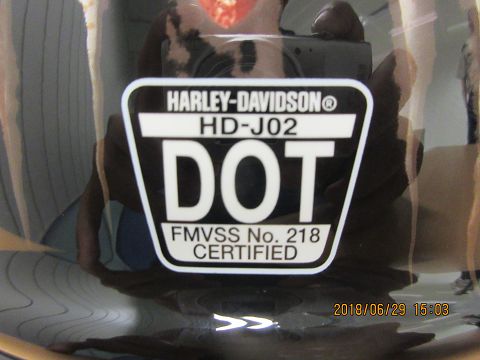 HARLEY-DAVIDSON®
HD-J02
DOT
FMVSS No. 218
CERTIFIED
2018/06/29 15:03